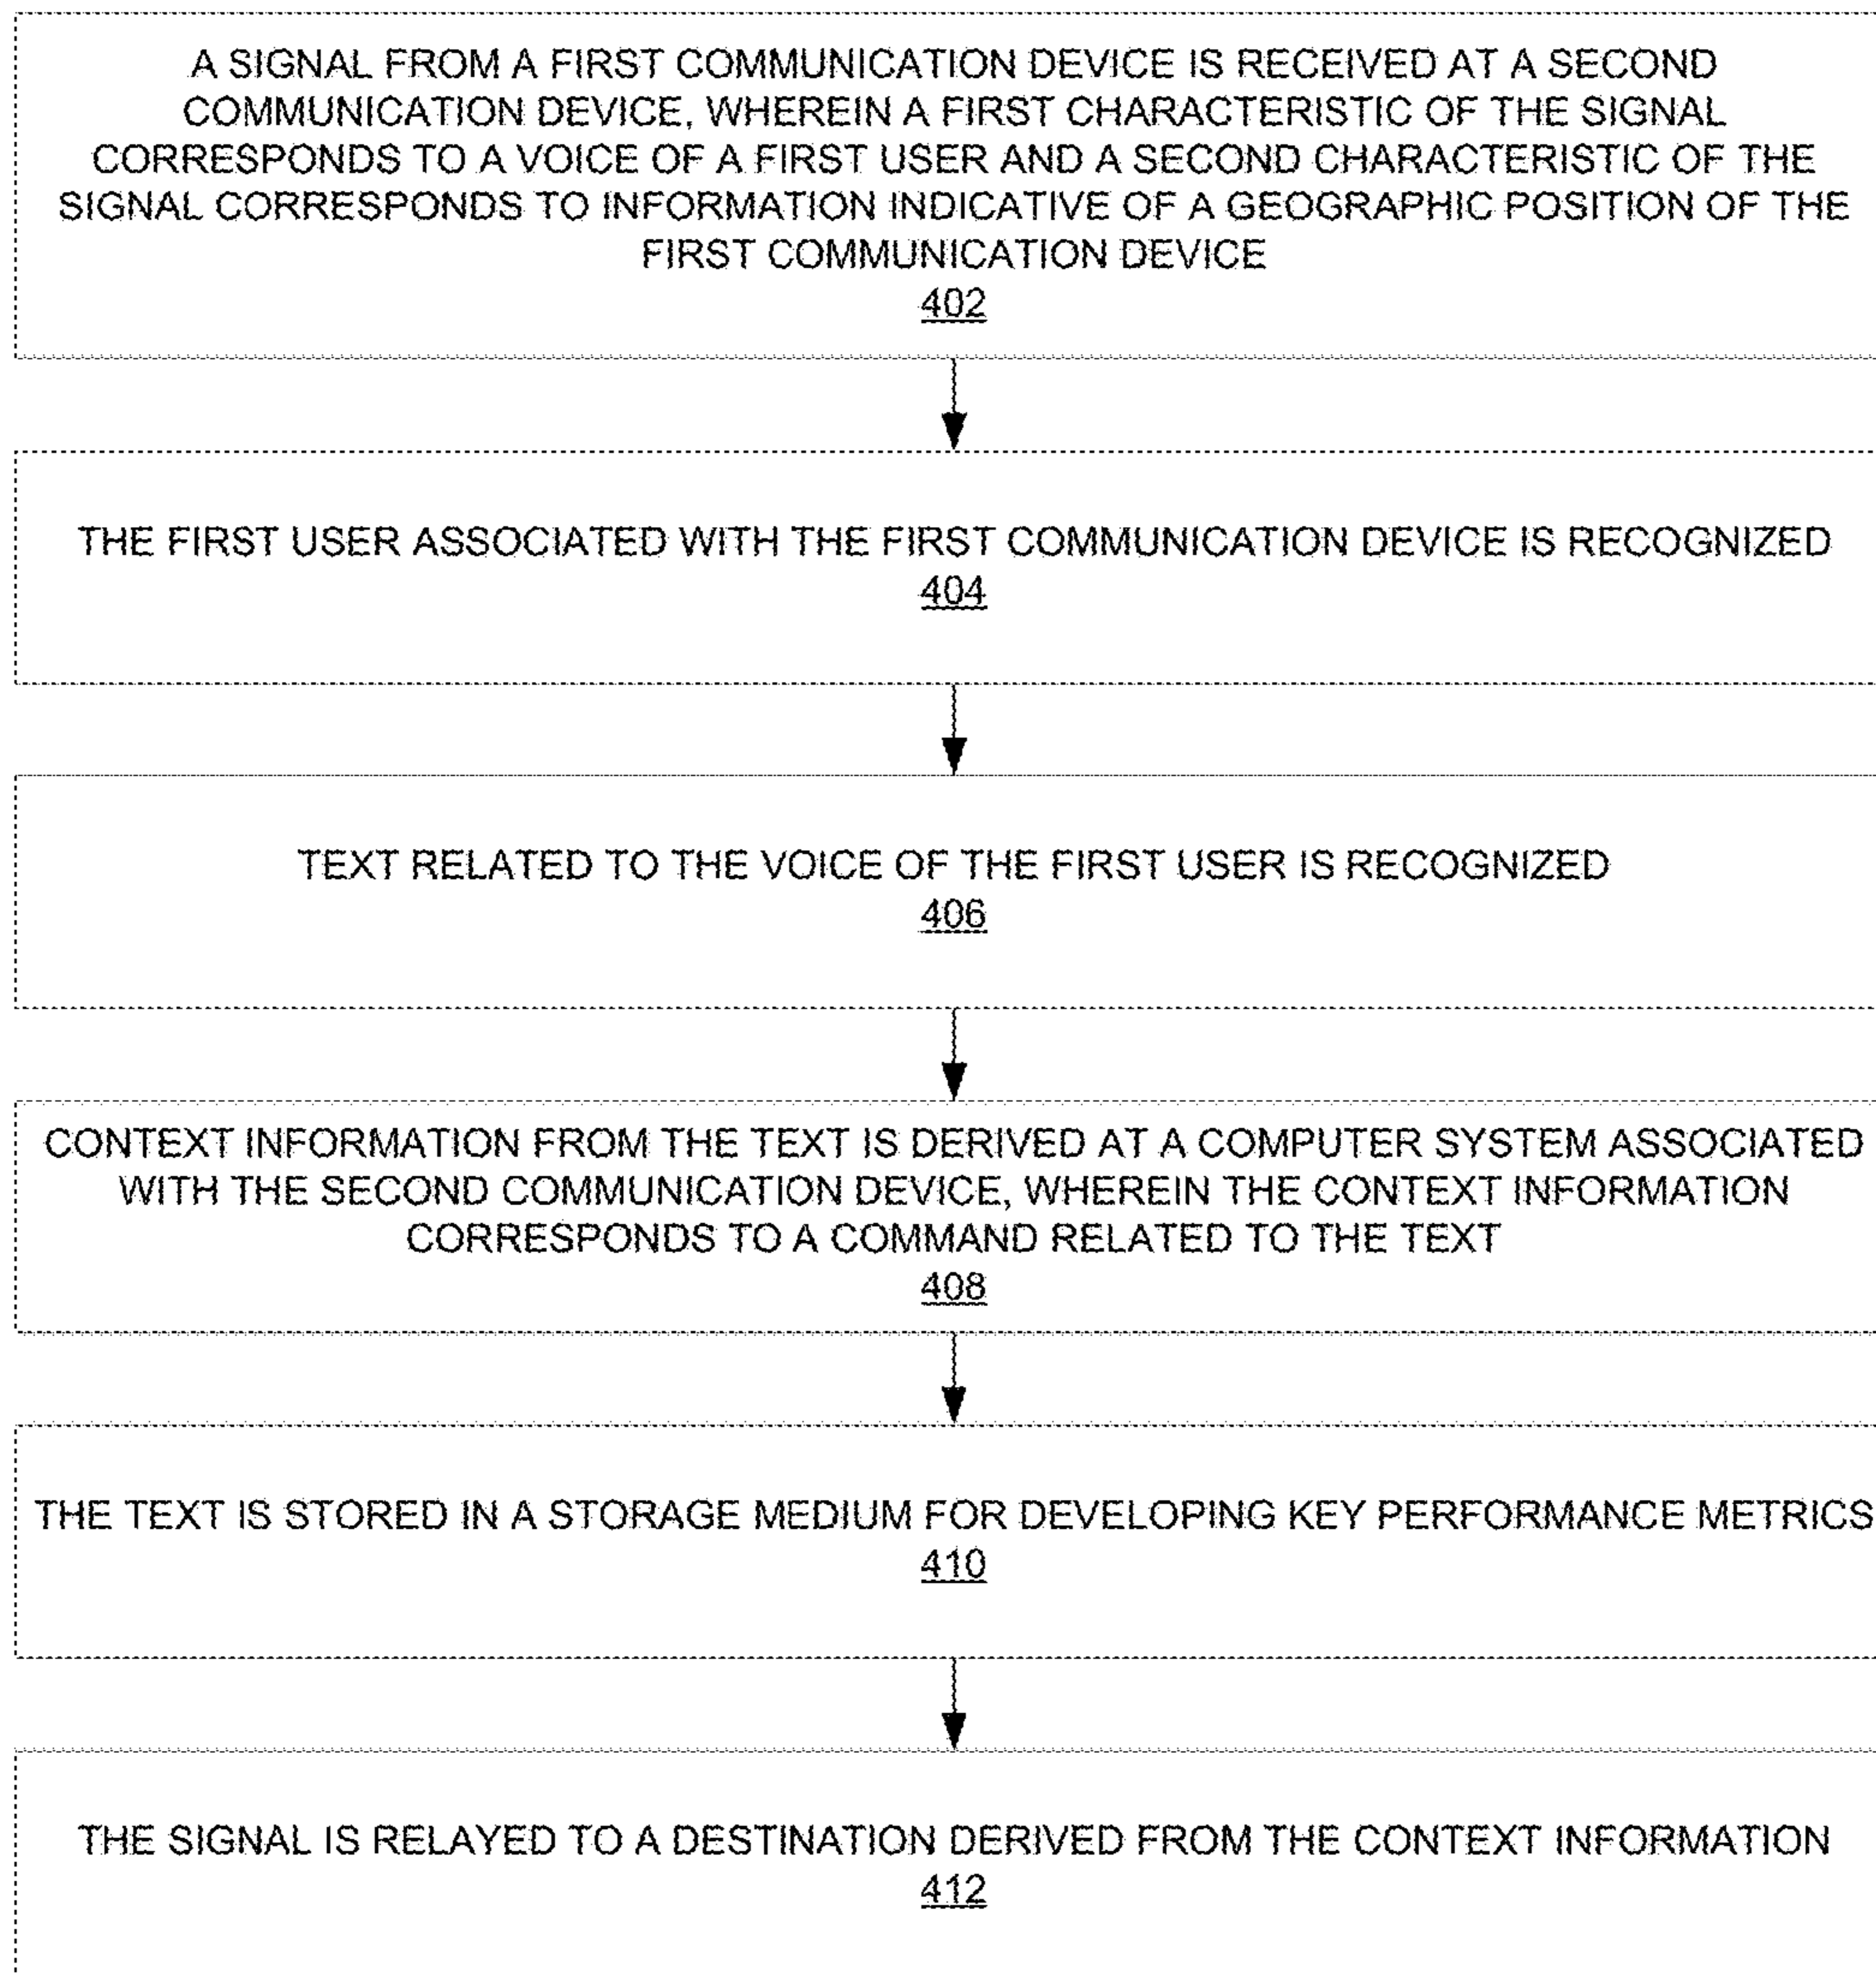 A SIGNAL FROM A FIRST COMMUNICATION DEVICE IS RECEIVED AT A SECOND
COMMUNICATION DEVICE, WHEREIN A FIRST CHARACTERISTIC OF THE SIGNAL
CORRESPONDS TO A VOICE OF A FIRST USER AND A SECOND CHARACTERISTIC OF THE
SIGNAL CORRESPONDS TO INFORMATION INDICATIVE OF A GEOGRAPHIC POSITION OF THE
FIRST COMMUNICATION DEVICE
402
THE FIRST USER ASSOCIATED WITH THE FIRST COMMUNICATION DEVICE IS RECOGNIZED
404
TEXT RELATED TO THE VOICE OF THE FIRST USER IS RECOGNIZED
406
CONTEXT INFORMATION FROM THE TEXT IS DERIVED AT A COMPUTER SYSTEM ASSOCIATED
WITH THE SECOND COMMUNICATION DEVICE, WHEREIN THE CONTEXT INFORMATION
CORRESPONDS TO A COMMAND RELATED TO THE TEXT
408
THE TEXT IS STORED IN A STORAGE MEDIUM FOR DEVELOPING KEY PERFORMANCE METRICS
410
THE SIGNAL IS RELAYED TO A DESTINATION DERIVED FROM THE CONTEXT INFORMATION
412